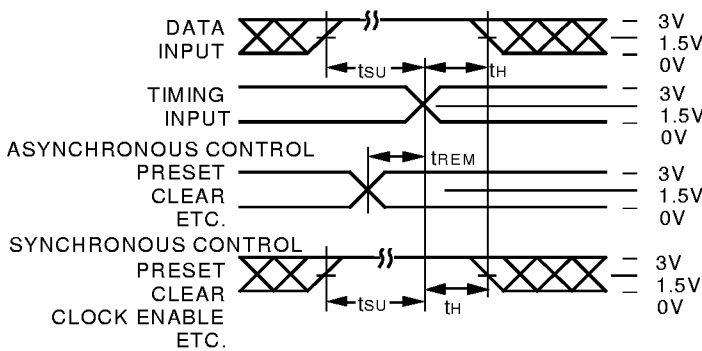 DATA
INPUT
tSU
tH
3V
1.5V
0V
TIMING
INPUT
3V
1.5V
0V
ASYNCHRONOUS CONTROL
tREM
PRESET
CLEAR
ETC.
3V
1.5V
0V
SYNCHRONOUS CONTROL
PRESET
CLEAR
CLOCK ENABLE
ETC.
tSU
tH
3V
1.5V
0V